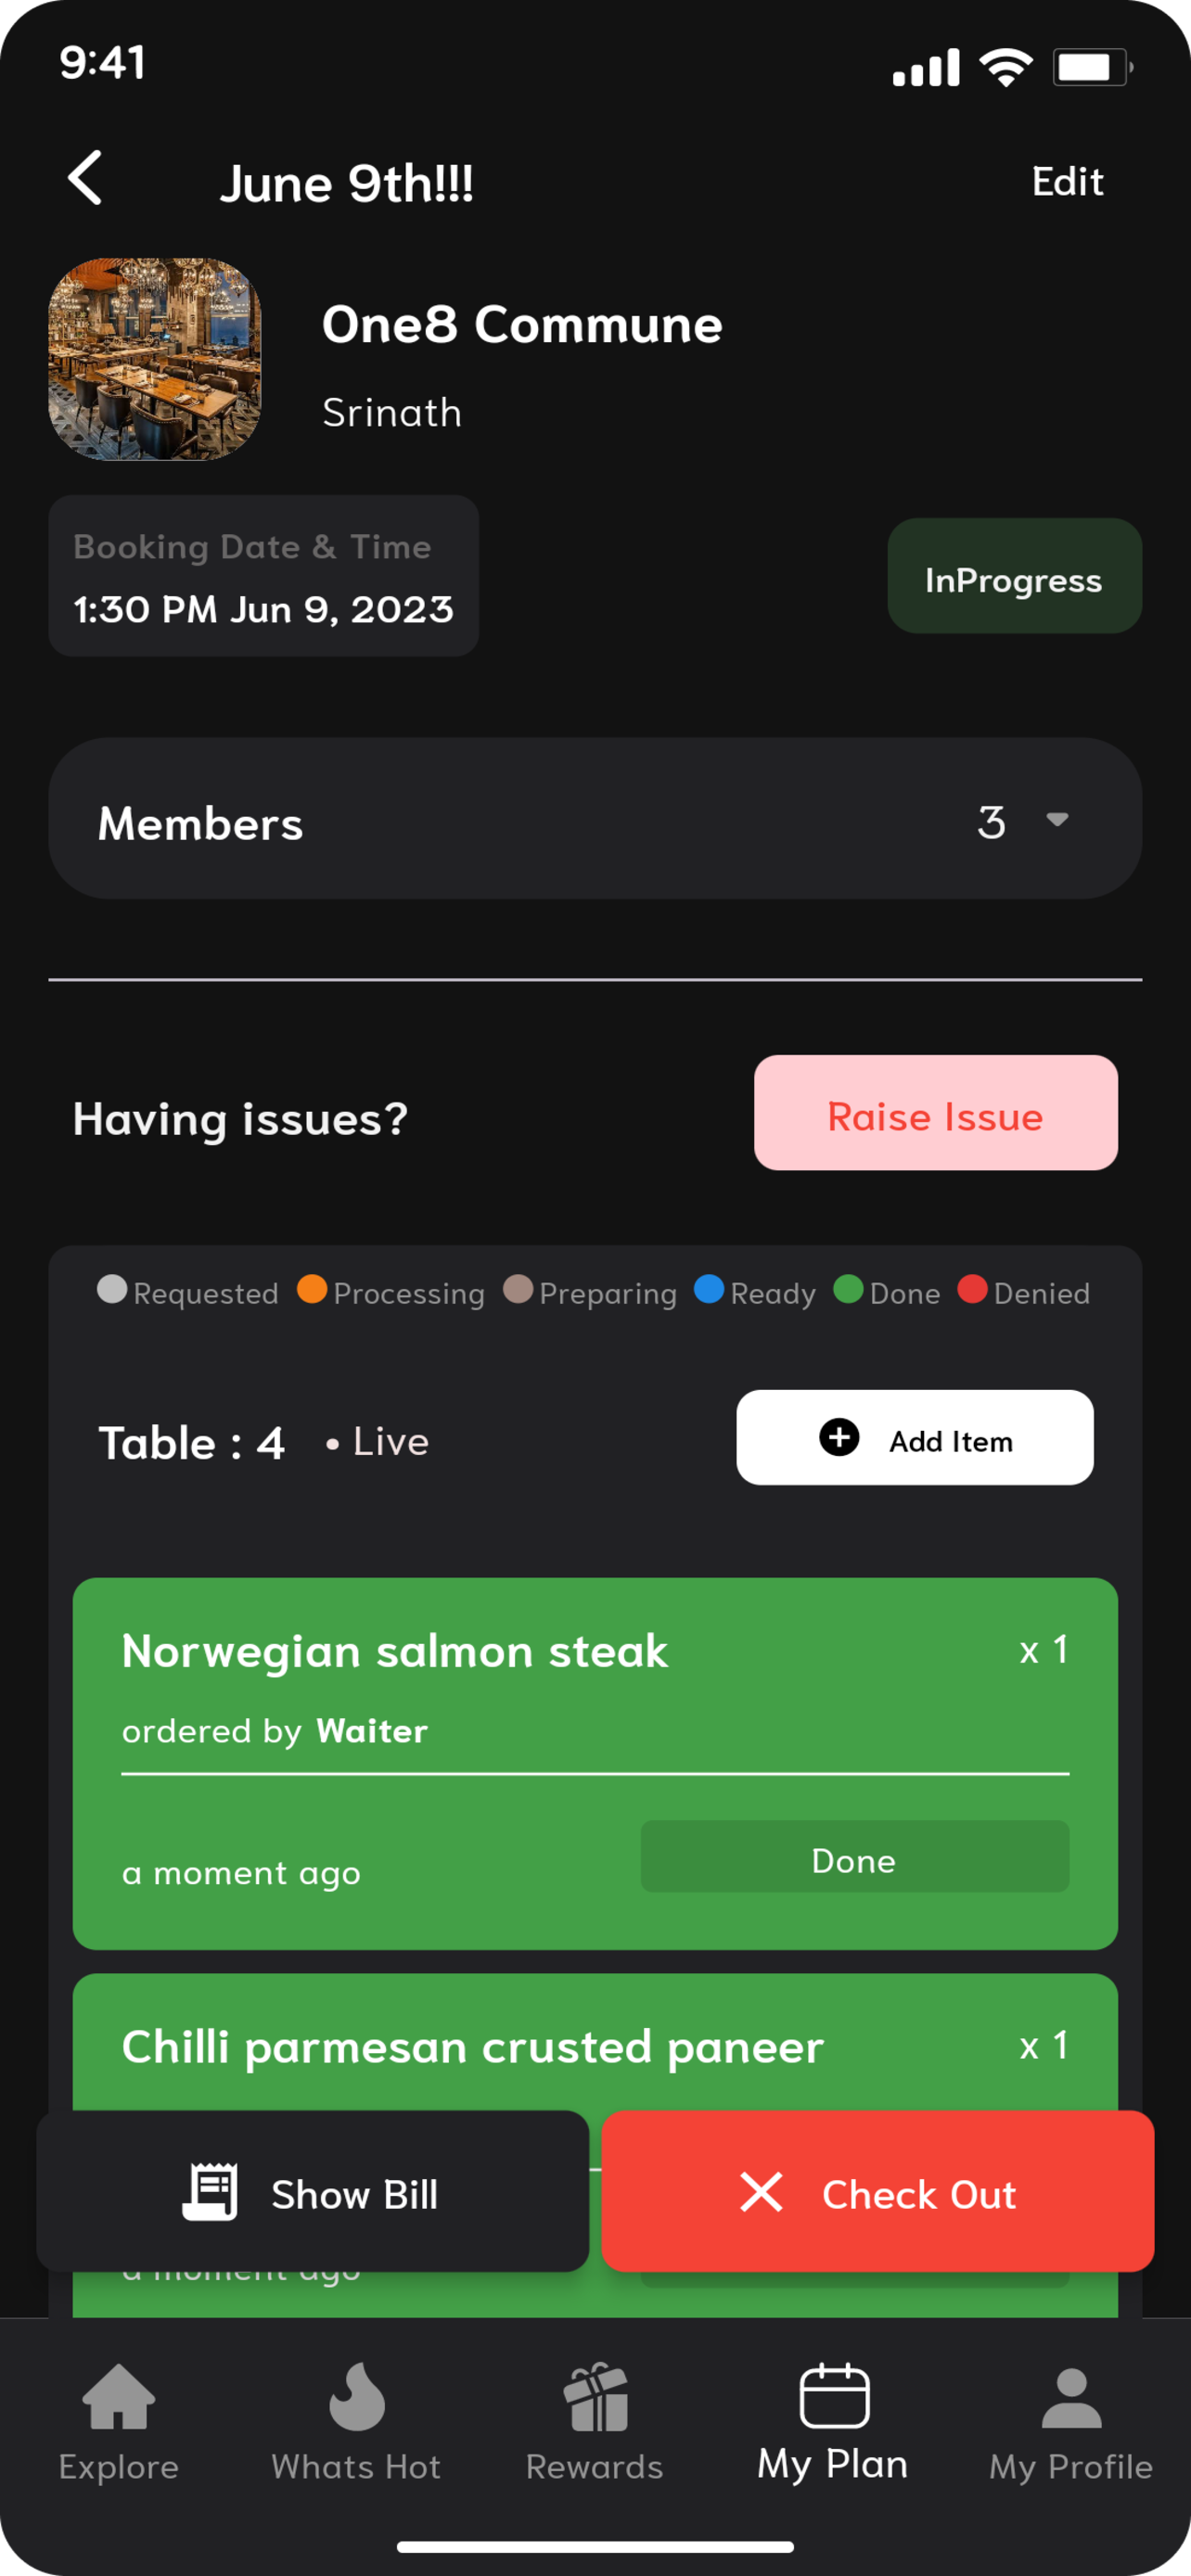 9:41
June 9th!!!
Edit
One8 Commune
Srinath
Booking Date & Time
1:30 PM Jun 9, 2023
InProgress
Members
3
Having issues?
Raise Issue
Requested Processing Preparing Ready Done Denied
Table : 4 • Live
Add Item
Norwegian salmon steak
x 1
ordered by Waiter
a moment ago
Done
Chilli parmesan crusted paneer
x 1
Show Bill
Check Out
a moment ago
Explore
Whats Hot
Rewards
My Plan
My Profile